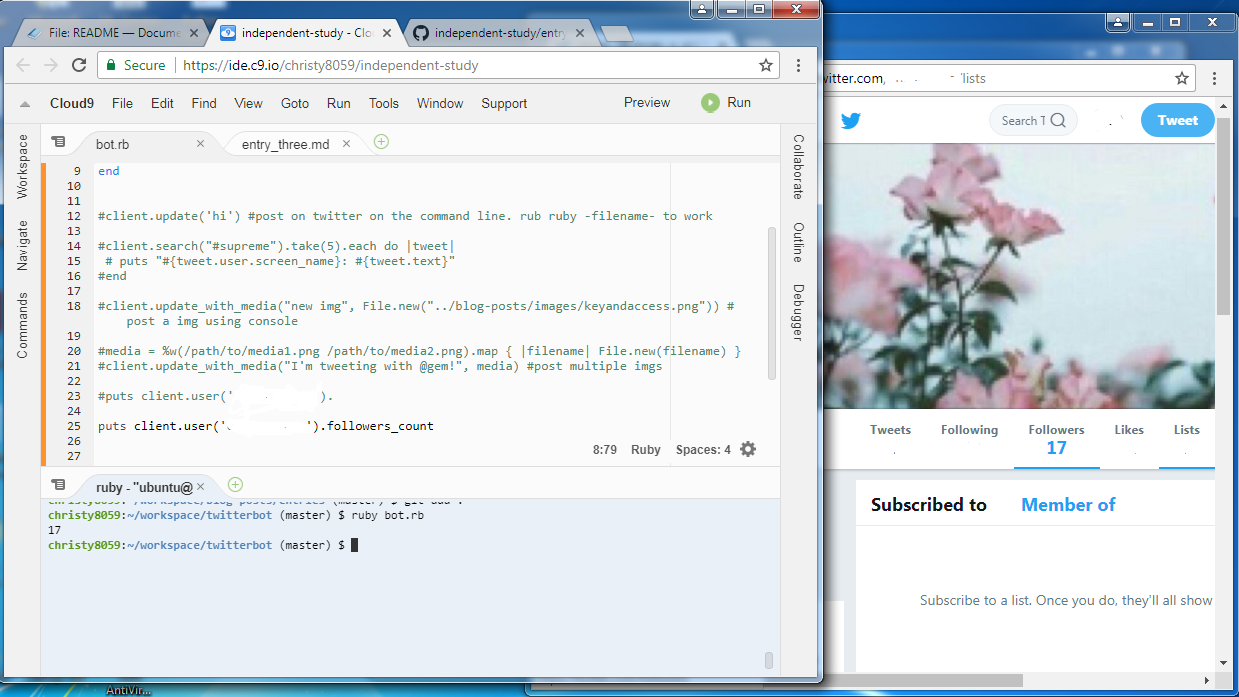 File: README — Docume
independent-study - Clou
independent-study/entry
Secure
https://ide.c9.io/christy8059/independent-study
Cloud9 File Edit Find View Goto Run Tools Window Support Preview Run
Workspace
Navigate
Commands
bot.rb
entry_three.md
9 end
10
11
12 #client.update('hi') #post on twitter on the command line. rub ruby -filename- to work
13
14 #client.search("#supreme").take(5).each do |tweet|
15 # puts "#{tweet.user.screen_name}: #{tweet.text}"
16 #end
17
18 #client.update_with_media("new img", File.new("../blog-posts/images/keyandaccess.png")) #
post a img using console
19
20 #media = %w(/path/to/media1.png /path/to/media2.png).map { |filename| File.new(filename) }
21 #client.update_with_media("I'm tweeting with @gem!", media) #post multiple imgs
22
23 #puts client.user(' ).
24
25 puts client.user(' ').followers_count
26
27
8:79 Ruby Spaces: 4
Collaborate
Outline
Debugger
ruby - "ubuntu@
christy8059:~/workspace/blog-posts/entries (master) $ git add .
christy8059:~/workspace/twitterbot (master) $ ruby bot.rb
17
christy8059:~/workspace/twitterbot (master) $
AntiVir...
witter.com, lists
Search T
Tweet
Tweets
Following
Followers
17
Likes
Lists
Subscribed to
Member of
Subscribe to a list. Once you do, they'll all show